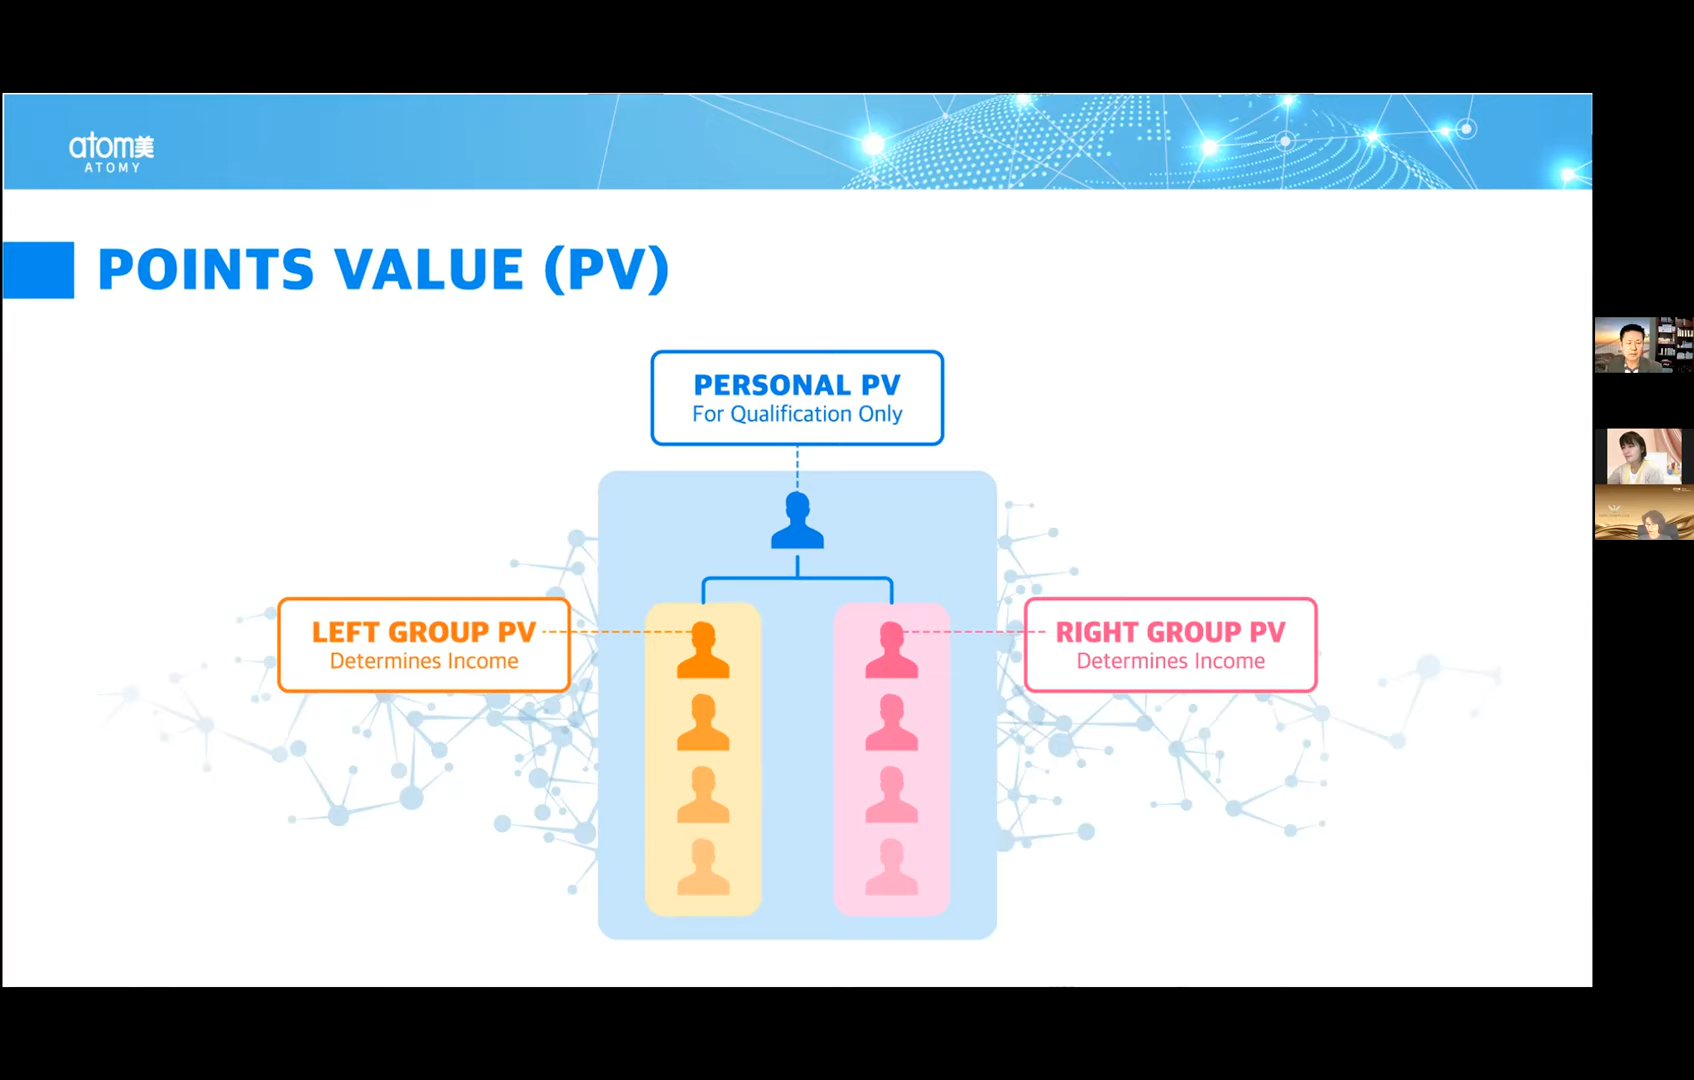 atom美
ATOMY
POINTS VALUE (PV)
PERSONAL PV
For Qualification Only
LEFT GROUP PV
Determines Income
RIGHT GROUP PV
Determines Income